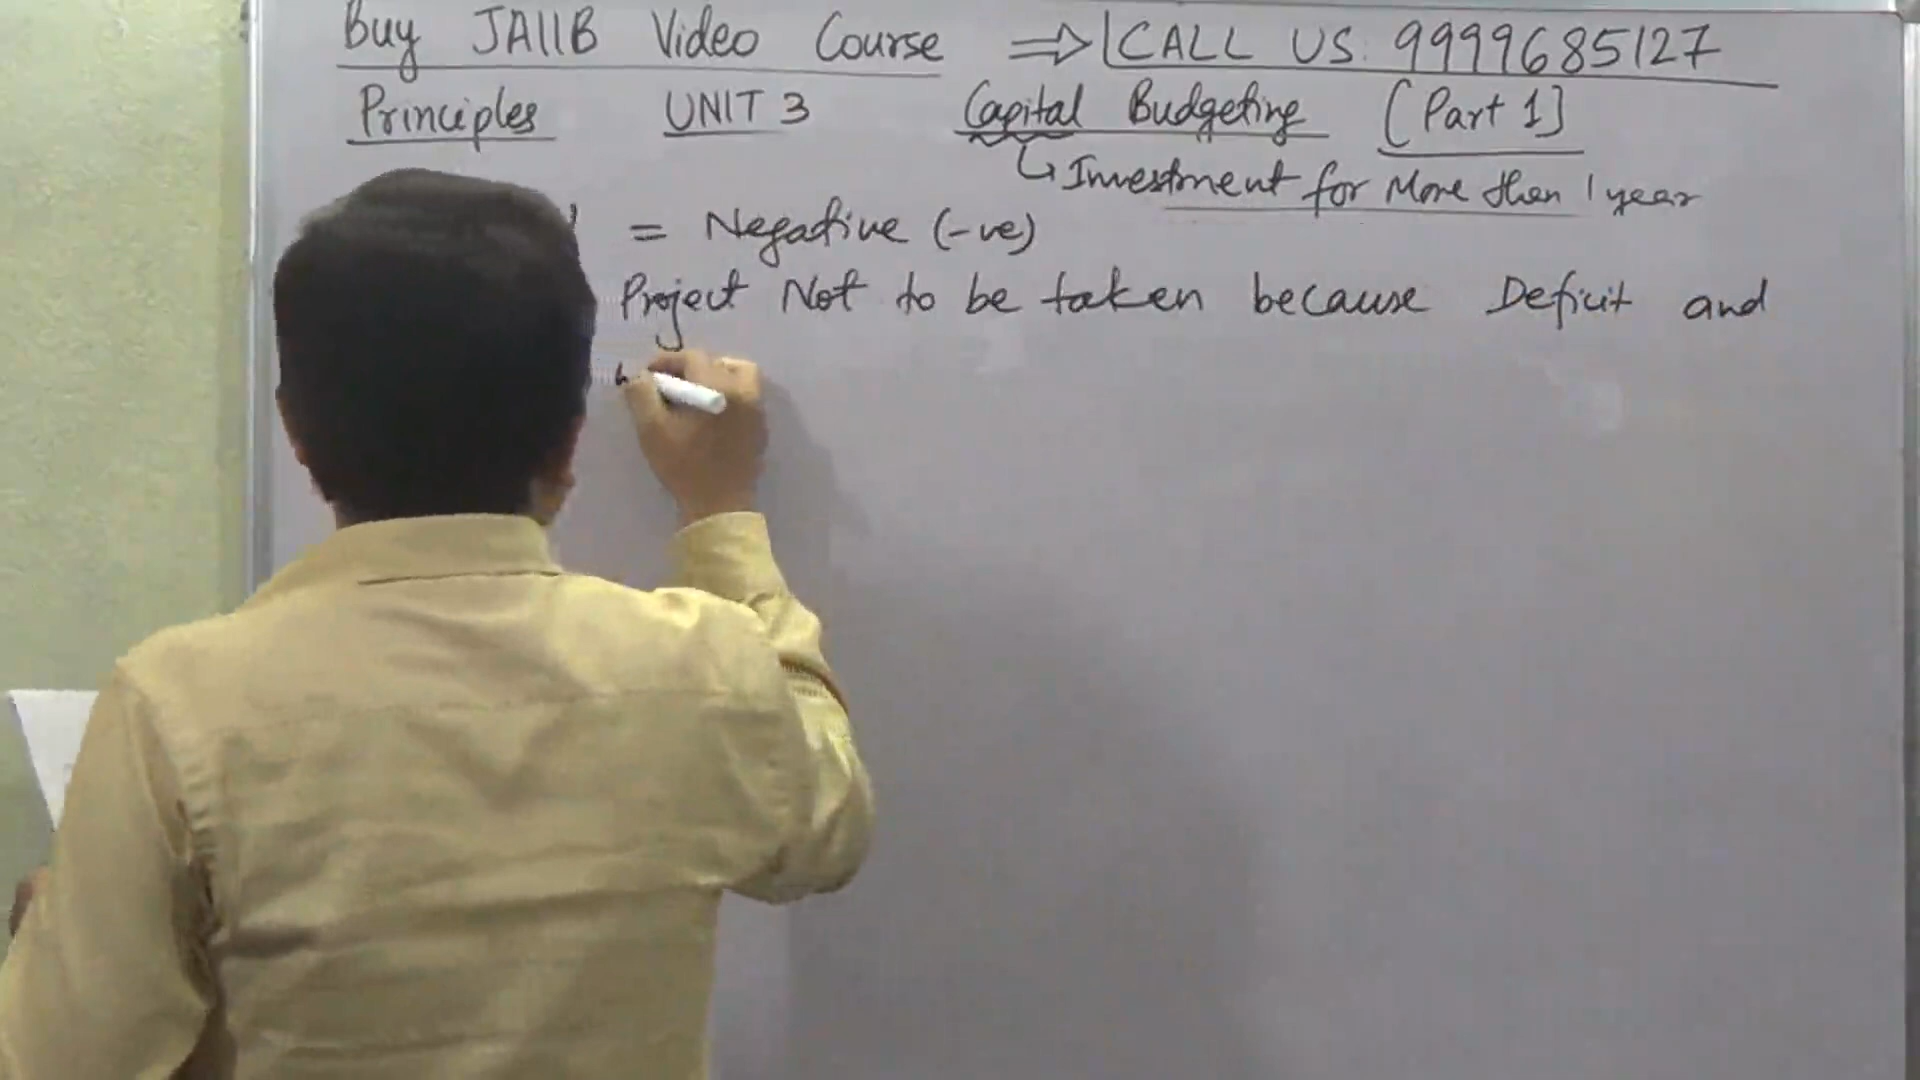 Buy JAIIB Video Course ⇒ CALL US: 9999685127
Principles UNIT 3 Capital Budgeting [Part 1]
↳ Investment for More then 1 year
= Negative (-ve)
Project Not to be taken because Deficit and